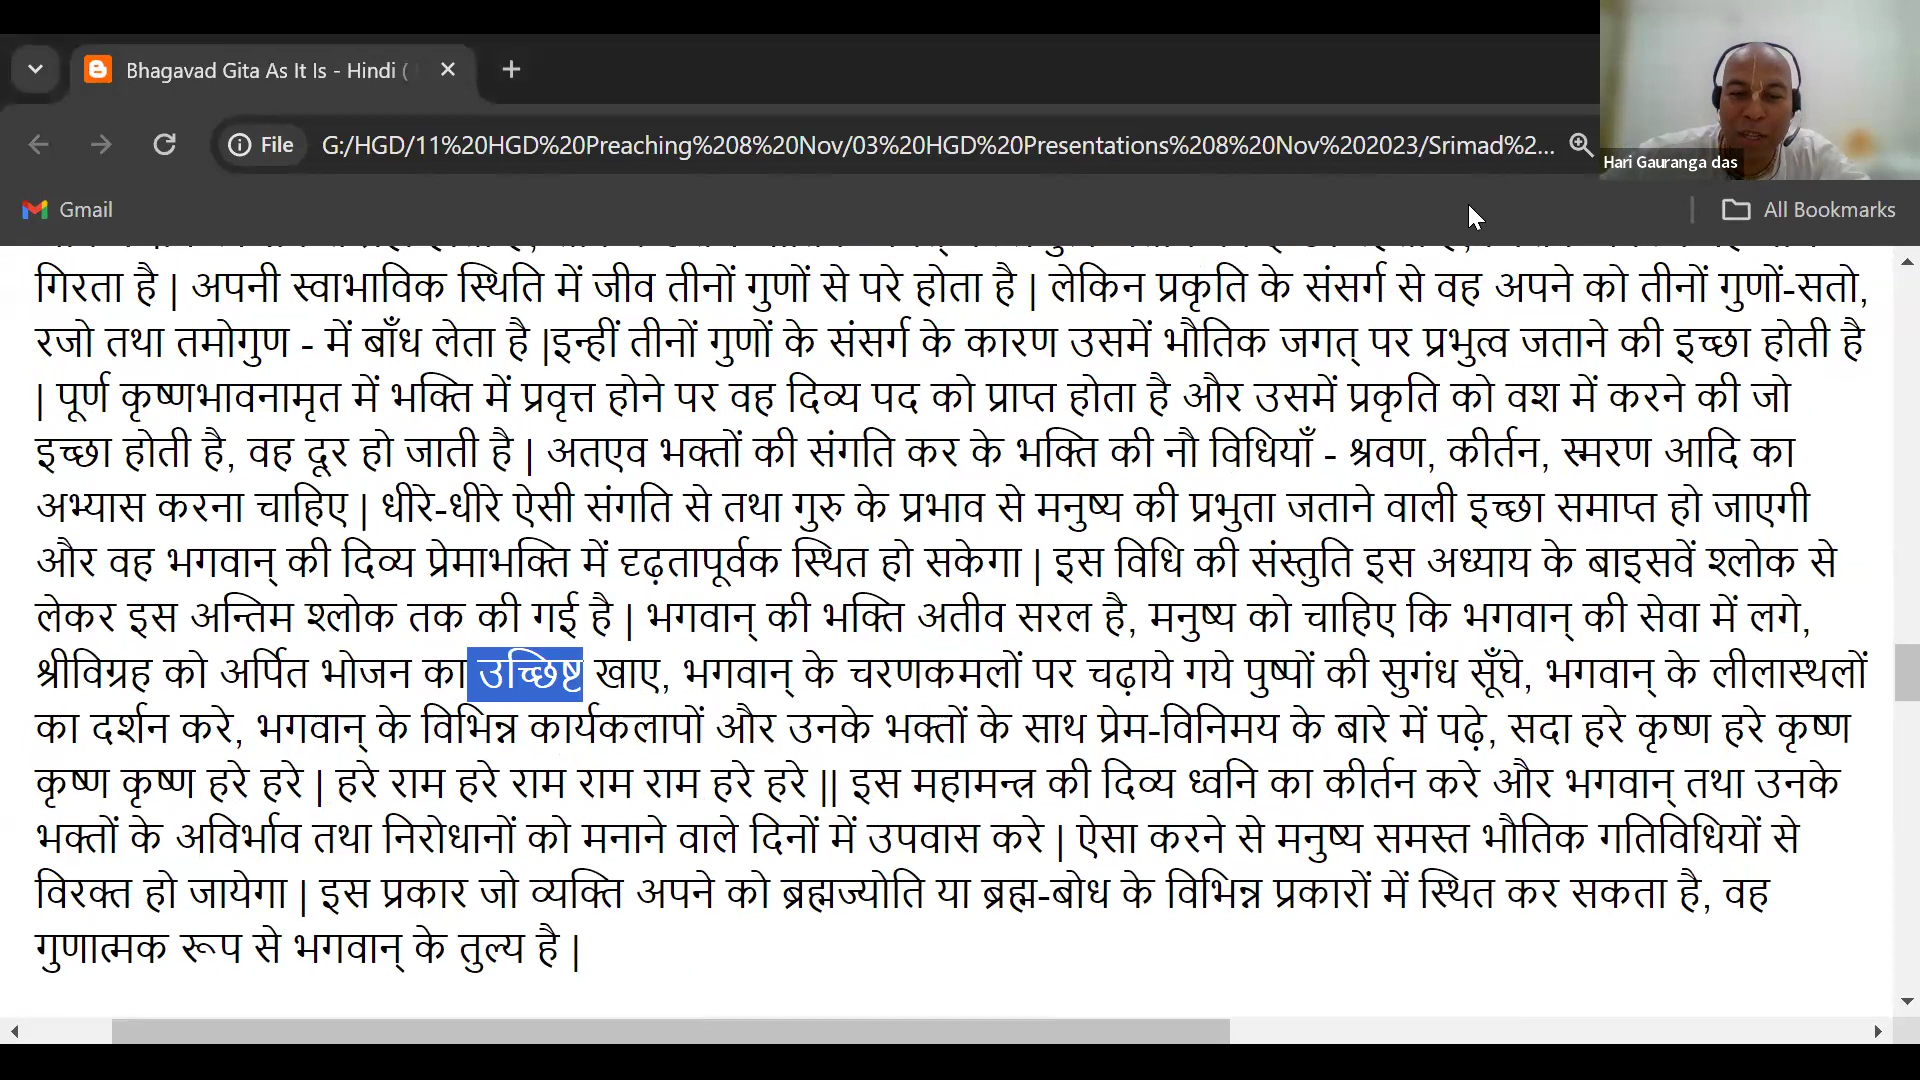 Bhagavad Gita As It Is - Hindi (
File
G:/HGD/11%20HGD%20Preaching%208%20Nov/03%20HGD%20Presentations%208%20Nov%202023/Srimad%2...
Hari Gauranga das
Gmail
All Bookmarks
गिरता है | अपनी स्वाभाविक स्थिति में जीव तीनों गुणों से परे होता है | लेकिन प्रकृति के संसर्ग से वह अपने को तीनों गुणों-सतो,
रजो तथा तमोगुण - में बाँध लेता है |इन्हीं तीनों गुणों के संसर्ग के कारण उसमें भौतिक जगत् पर प्रभुत्व जताने की इच्छा होती है
| पूर्ण कृष्णभावनामृत में भक्ति में प्रवृत्त होने पर वह दिव्य पद को प्राप्त होता है और उसमें प्रकृति को वश में करने की जो
इच्छा होती है, वह दूर हो जाती है | अतएव भक्तों की संगति कर के भक्ति की नौ विधियाँ - श्रवण, कीर्तन, स्मरण आदि का
अभ्यास करना चाहिए | धीरे-धीरे ऐसी संगति से तथा गुरु के प्रभाव से मनुष्य की प्रभुता जताने वाली इच्छा समाप्त हो जाएगी
और वह भगवान् की दिव्य प्रेमाभक्ति में दृढ़तापूर्वक स्थित हो सकेगा | इस विधि की संस्तुति इस अध्याय के बाइसवें श्लोक से
लेकर इस अन्तिम श्लोक तक की गई है | भगवान् की भक्ति अतीव सरल है, मनुष्य को चाहिए कि भगवान् की सेवा में लगे,
श्रीविग्रह को अर्पित भोजन का उच्छिष्ट खाए, भगवान् के चरणकमलों पर चढ़ाये गये पुष्पों की सुगंध सूँघे, भगवान् के लीलास्थलों
का दर्शन करे, भगवान् के विभिन्न कार्यकलापों और उनके भक्तों के साथ प्रेम-विनिमय के बारे में पढ़े, सदा हरे कृष्ण हरे कृष्ण
कृष्ण कृष्ण हरे हरे | हरे राम हरे राम राम राम हरे हरे || इस महामन्त्र की दिव्य ध्वनि का कीर्तन करे और भगवान् तथा उनके
भक्तों के अविर्भाव तथा निरोधानों को मनाने वाले दिनों में उपवास करे | ऐसा करने से मनुष्य समस्त भौतिक गतिविधियों से
विरक्त हो जायेगा | इस प्रकार जो व्यक्ति अपने को ब्रह्मज्योति या ब्रह्म-बोध के विभिन्न प्रकारों में स्थित कर सकता है, वह
गुणात्मक रूप से भगवान् के तुल्य है |